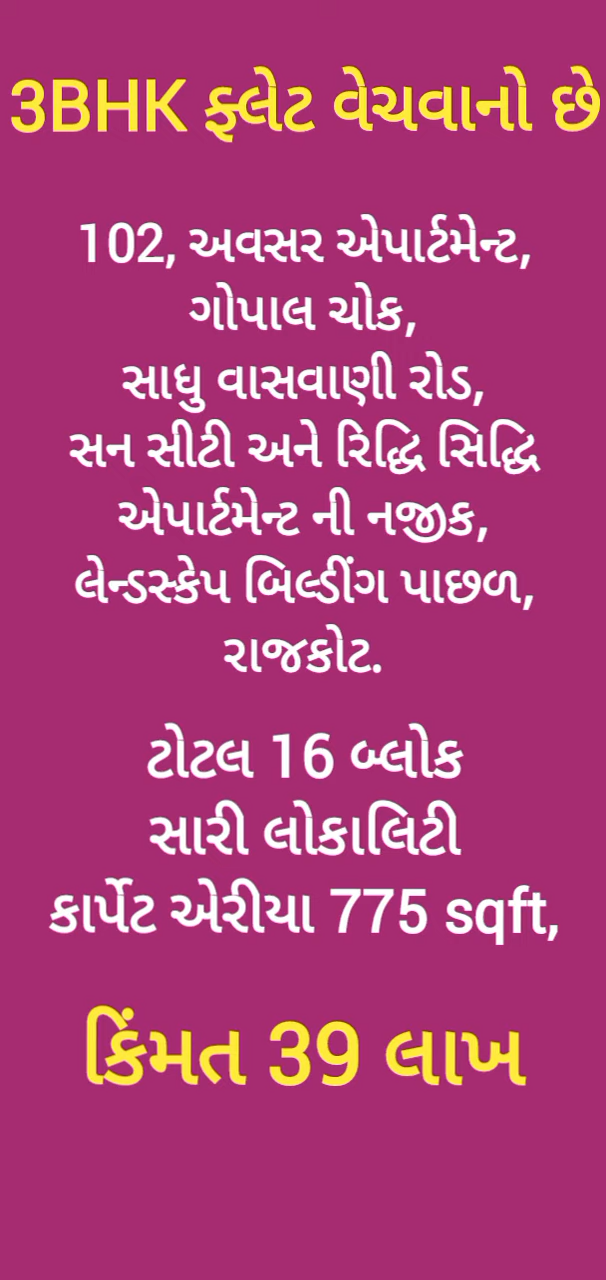 3BHK ફ્લેટ વેચવાનો છે
102, અવસર એપાર્ટમેન્ટ,
ગોપાલ ચોક,
સાધુ વાસવાણી રોડ,
સન સીટી અને રિદ્ધિ સિદ્ધિ
એપાર્ટમેન્ટ ની નજીક,
લેન્ડસ્કેપ બિલ્ડીંગ પાછળ,
રાજકોટ.
ટોટલ 16 બ્લોક
સારી લોકાલિટી
કાર્પેટ એરીયા 775 sqft,
કિંમત 39 લાખ